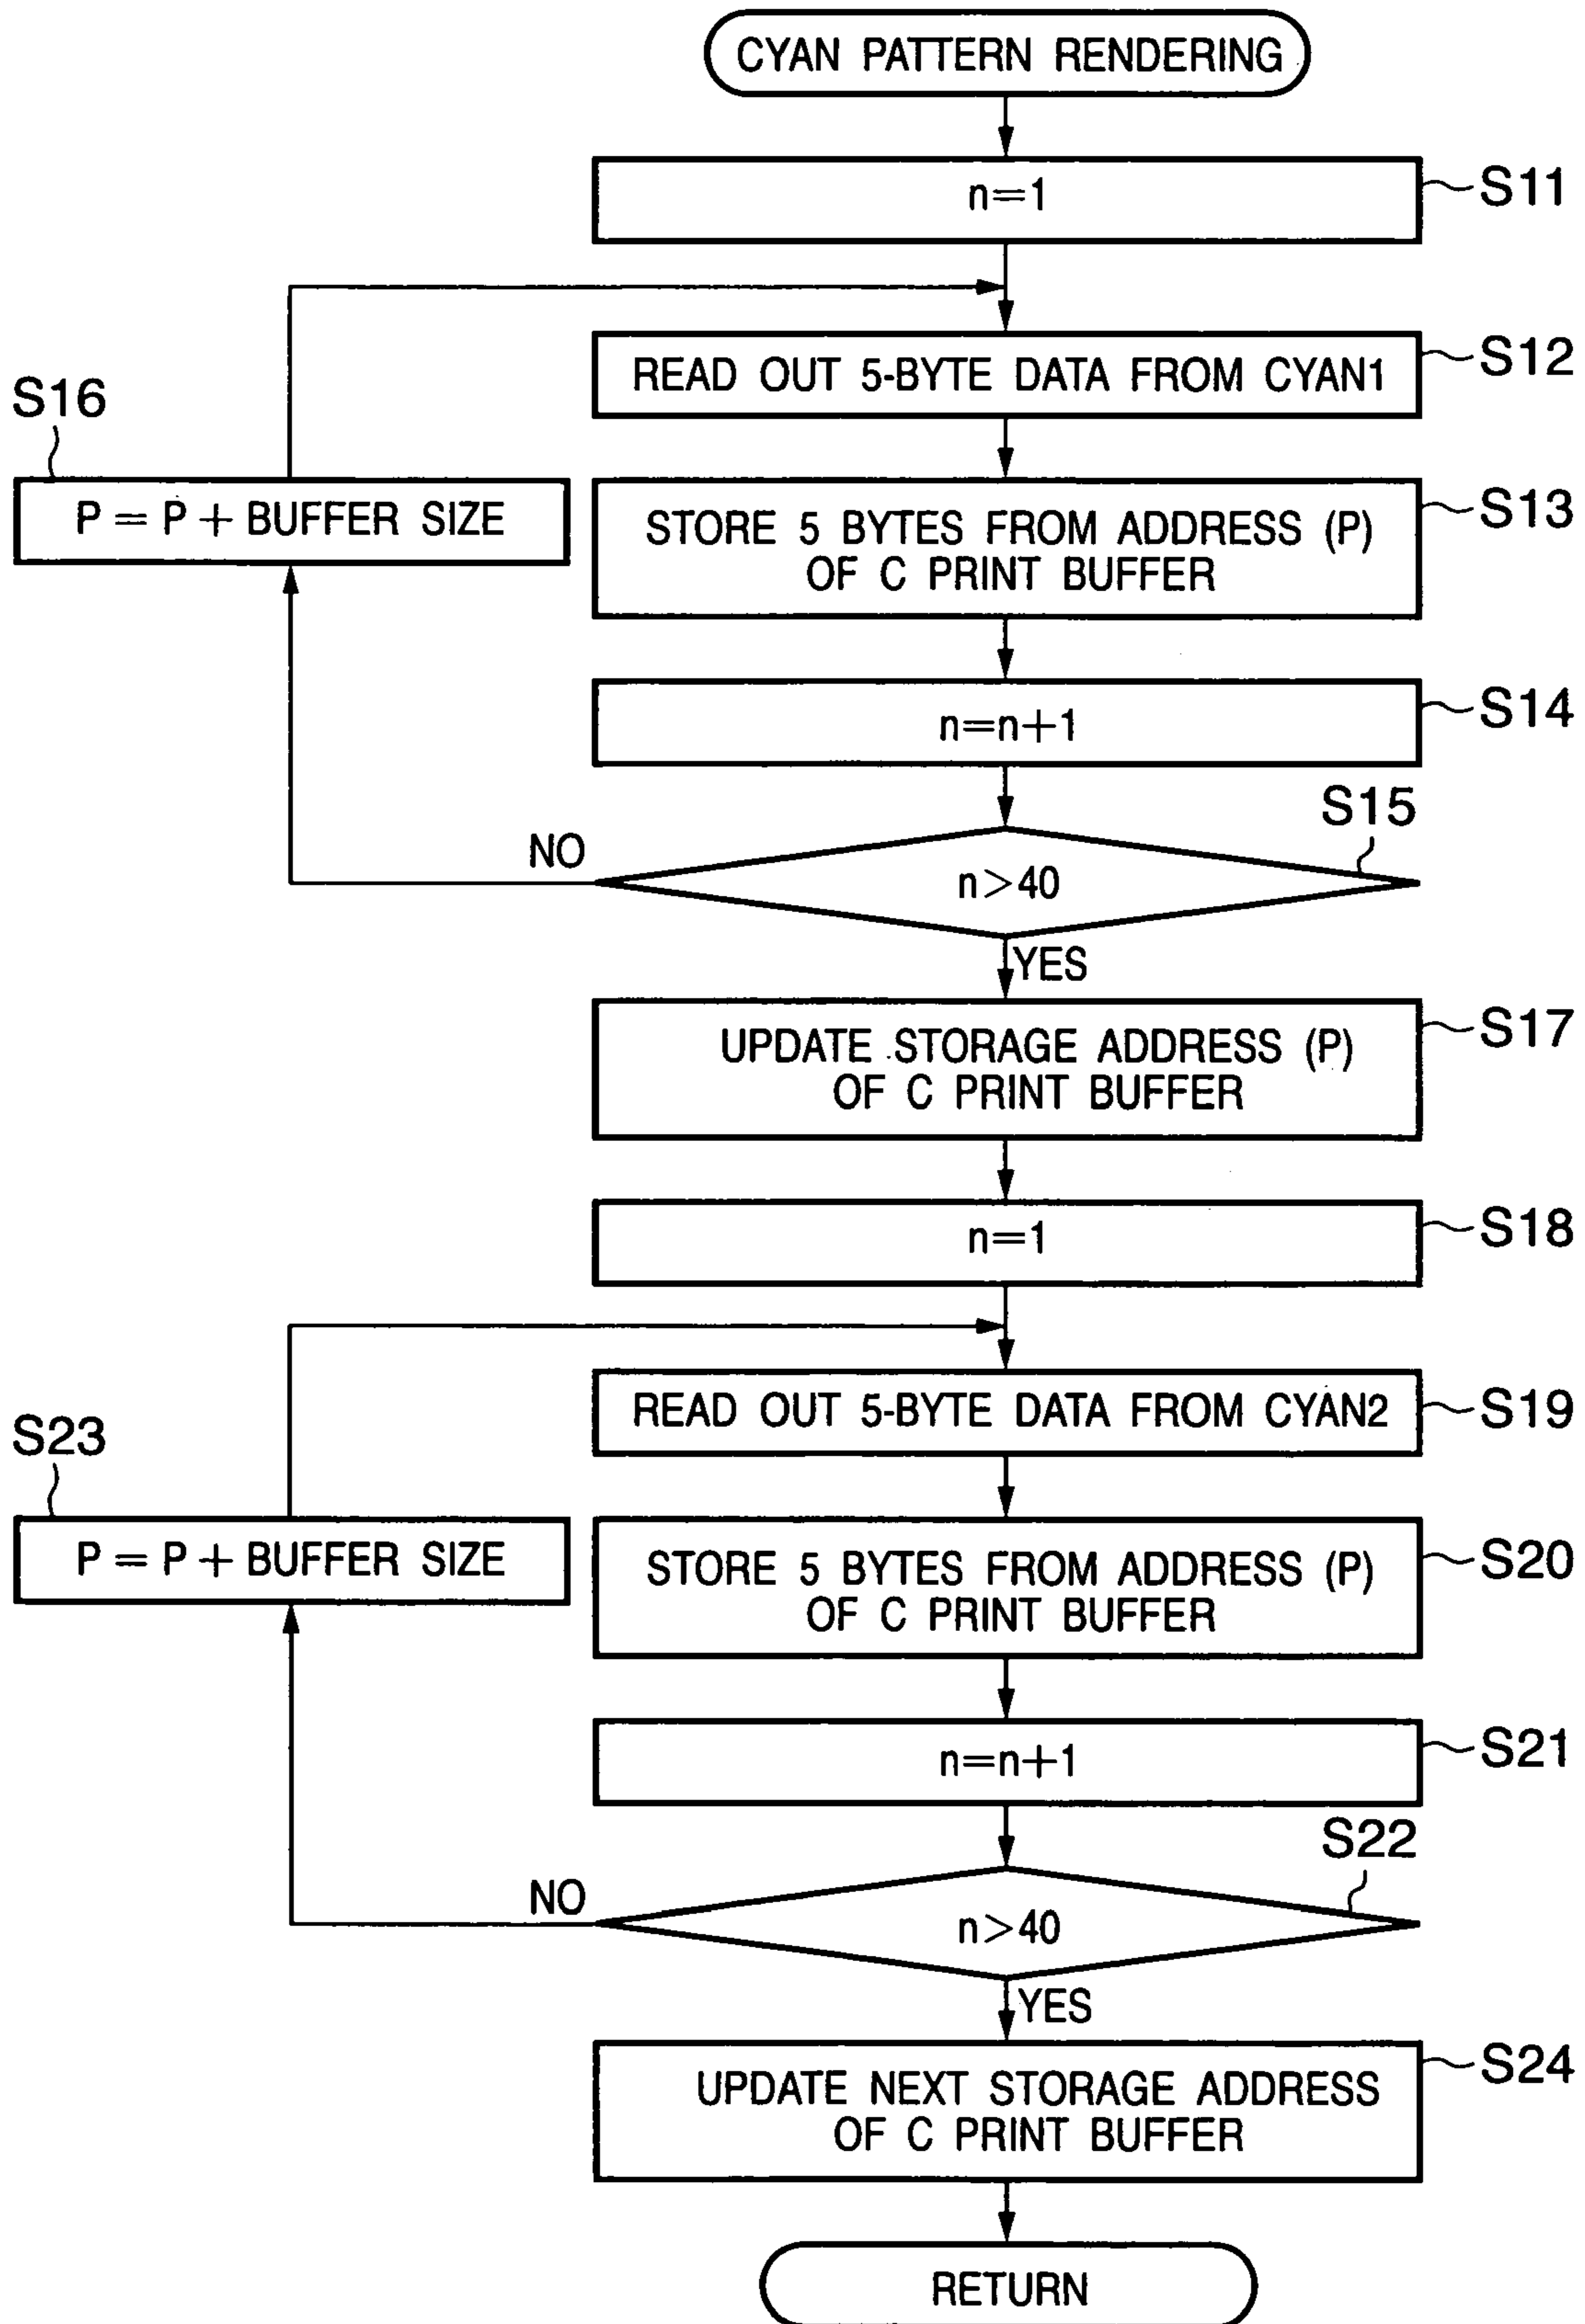 CYAN PATTERN RENDERING
n=1
S11
READ OUT 5-BYTE DATA FROM CYAN1
S12
S16
P = P + BUFFER SIZE
STORE 5 BYTES FROM ADDRESS (P)
OF C PRINT BUFFER
S13
n=n+1
S14
S15
NO
n>40
YES
UPDATE STORAGE ADDRESS (P)
OF C PRINT BUFFER
S17
n=1
S18
READ OUT 5-BYTE DATA FROM CYAN2
S19
S23
P = P + BUFFER SIZE
STORE 5 BYTES FROM ADDRESS (P)
OF C PRINT BUFFER
S20
n=n+1
S21
S22
NO
n>40
YES
UPDATE NEXT STORAGE ADDRESS
OF C PRINT BUFFER
S24
RETURN